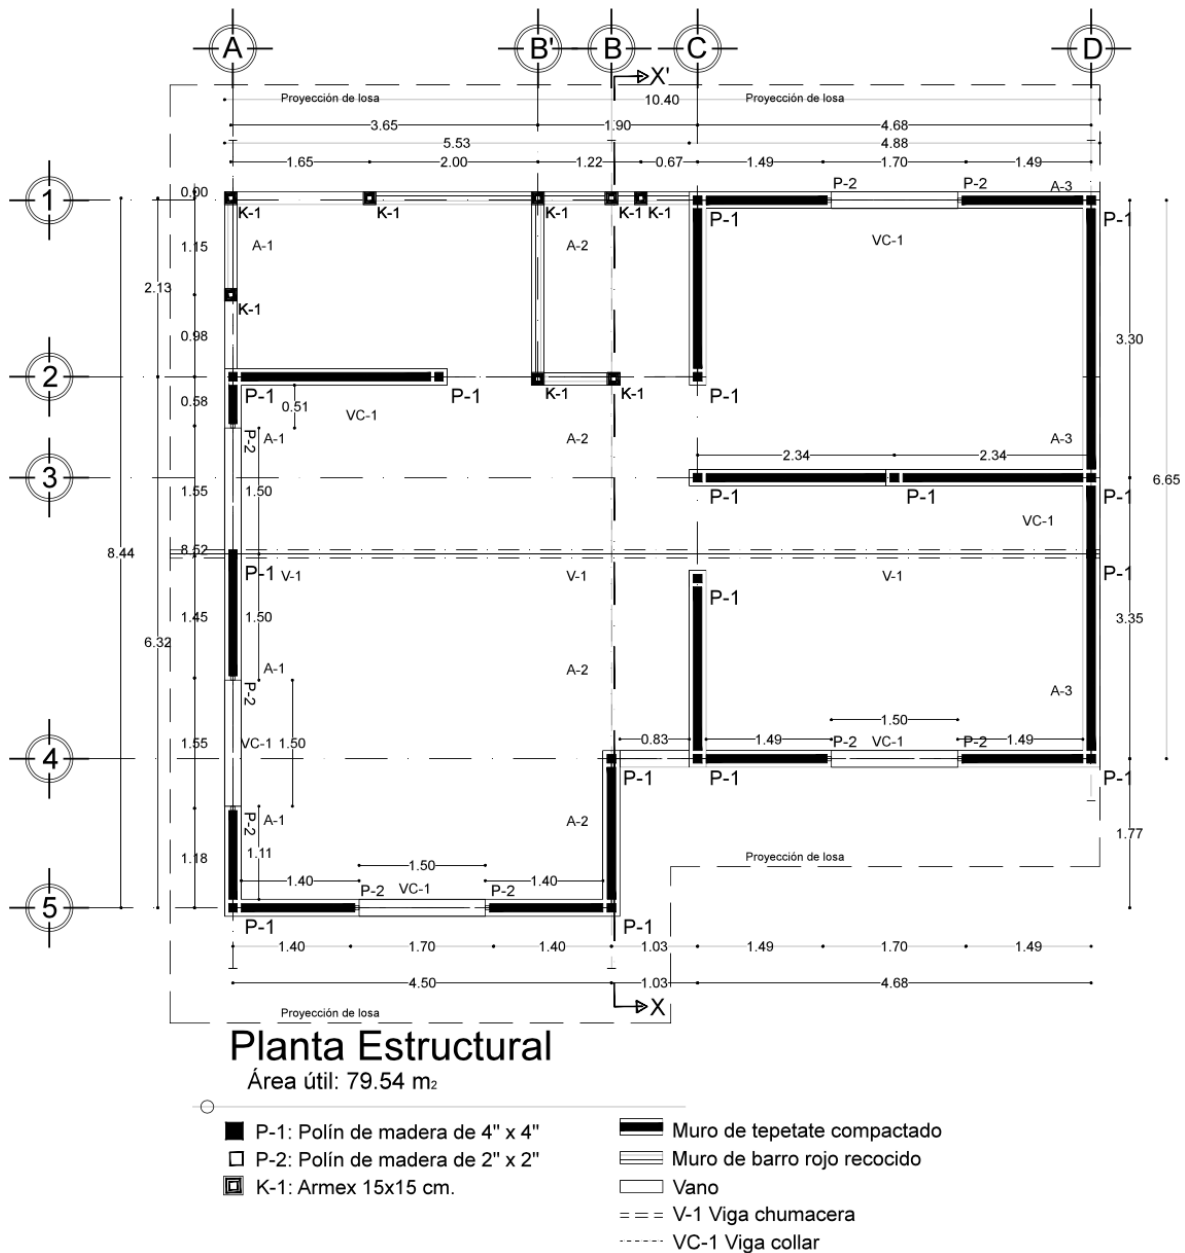 A B' B C D
X'
Proyección de losa 10.40 Proyección de losa
3.65 1.90 4.68
5.53 4.88
1.65 2.00 1.22 0.67 1.49 1.70 1.49
1 0.90 P-2 P-2 A-3
K-1 K-1 K-1 K-1 K-1 P-1 P-1
1.15 A-1 A-2 VC-1
2.13
K-1
0.98 3.30
2
0.58 P-1 0.51 P-1 K-1 K-1 P-1
VC-1
P-2 A-1 A-2 A-3
2.34 2.34
3
1.55 1.50 P-1 P-1 P-1 6.65
VC-1
8.44 8.52
P-1 V-1 V-1 V-1 P-1
P-1
1.45 1.50 3.35
6.32
A-1 A-2
P-2 A-3
1.50
1.55 VC-1 1.50 0.83 1.49 P-2 VC-1 P-2 1.49
4
P-1 P-1 P-1
P-2 A-1 A-2 1.77
1.18 1.11 1.50 Proyección de losa
1.40 1.40
P-2 VC-1 P-2
5
P-1 P-1
1.40 1.70 1.40 1.03 1.49 1.70 1.49
4.50 1.03 4.68
X
Proyección de losa
Planta Estructural
Área útil: 79.54 m2
P-1: Polín de madera de 4" x 4"
P-2: Polín de madera de 2" x 2"
K-1: Armex 15x15 cm.
Muro de tepetate compactado
Muro de barro rojo recocido
Vano
V-1 Viga chumacera
VC-1 Viga collar